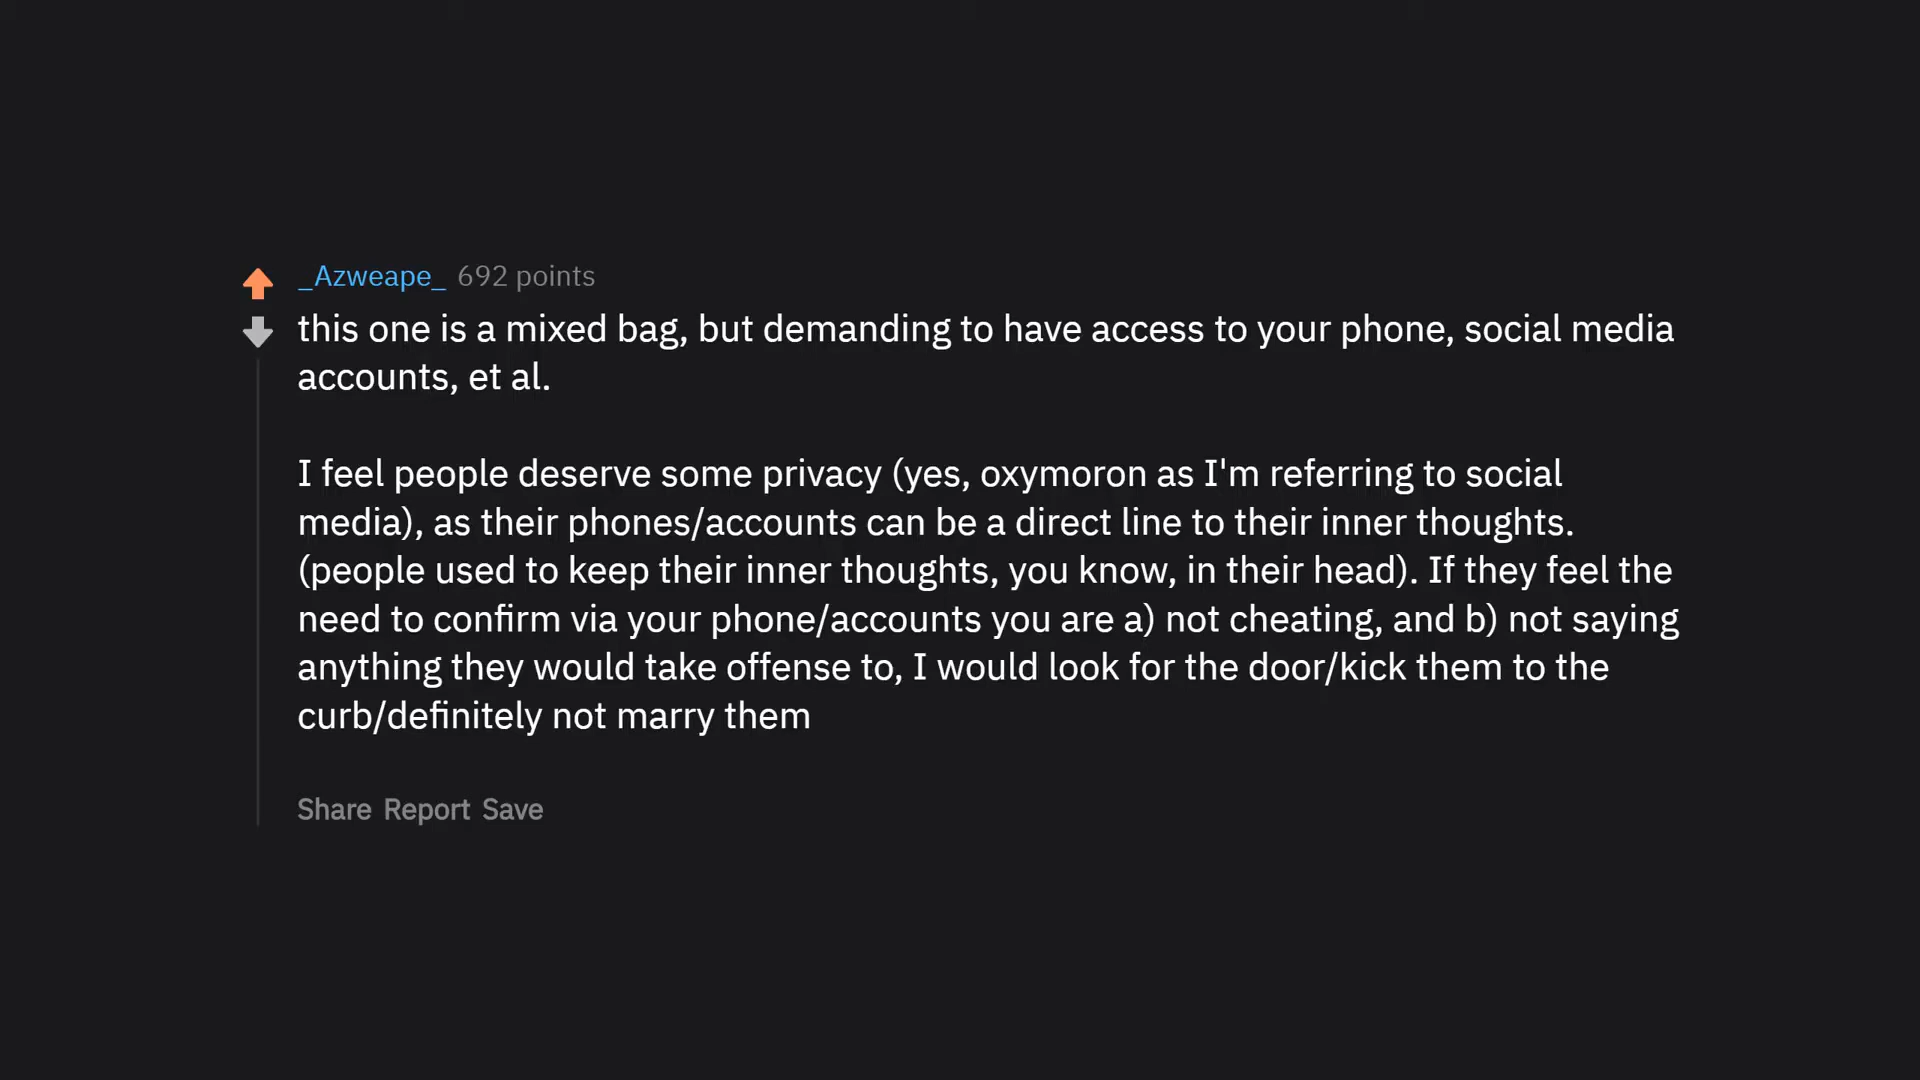 _Azweape_ 692 points
this one is a mixed bag, but demanding to have access to your phone, social media
accounts, et al.
I feel people deserve some privacy (yes, oxymoron as I'm referring to social
media), as their phones/accounts can be a direct line to their inner thoughts.
(people used to keep their inner thoughts, you know, in their head). If they feel the
need to confirm via your phone/accounts you are a) not cheating, and b) not saying
anything they would take offense to, I would look for the door/kick them to the
curb/definitely not marry them
Share Report Save